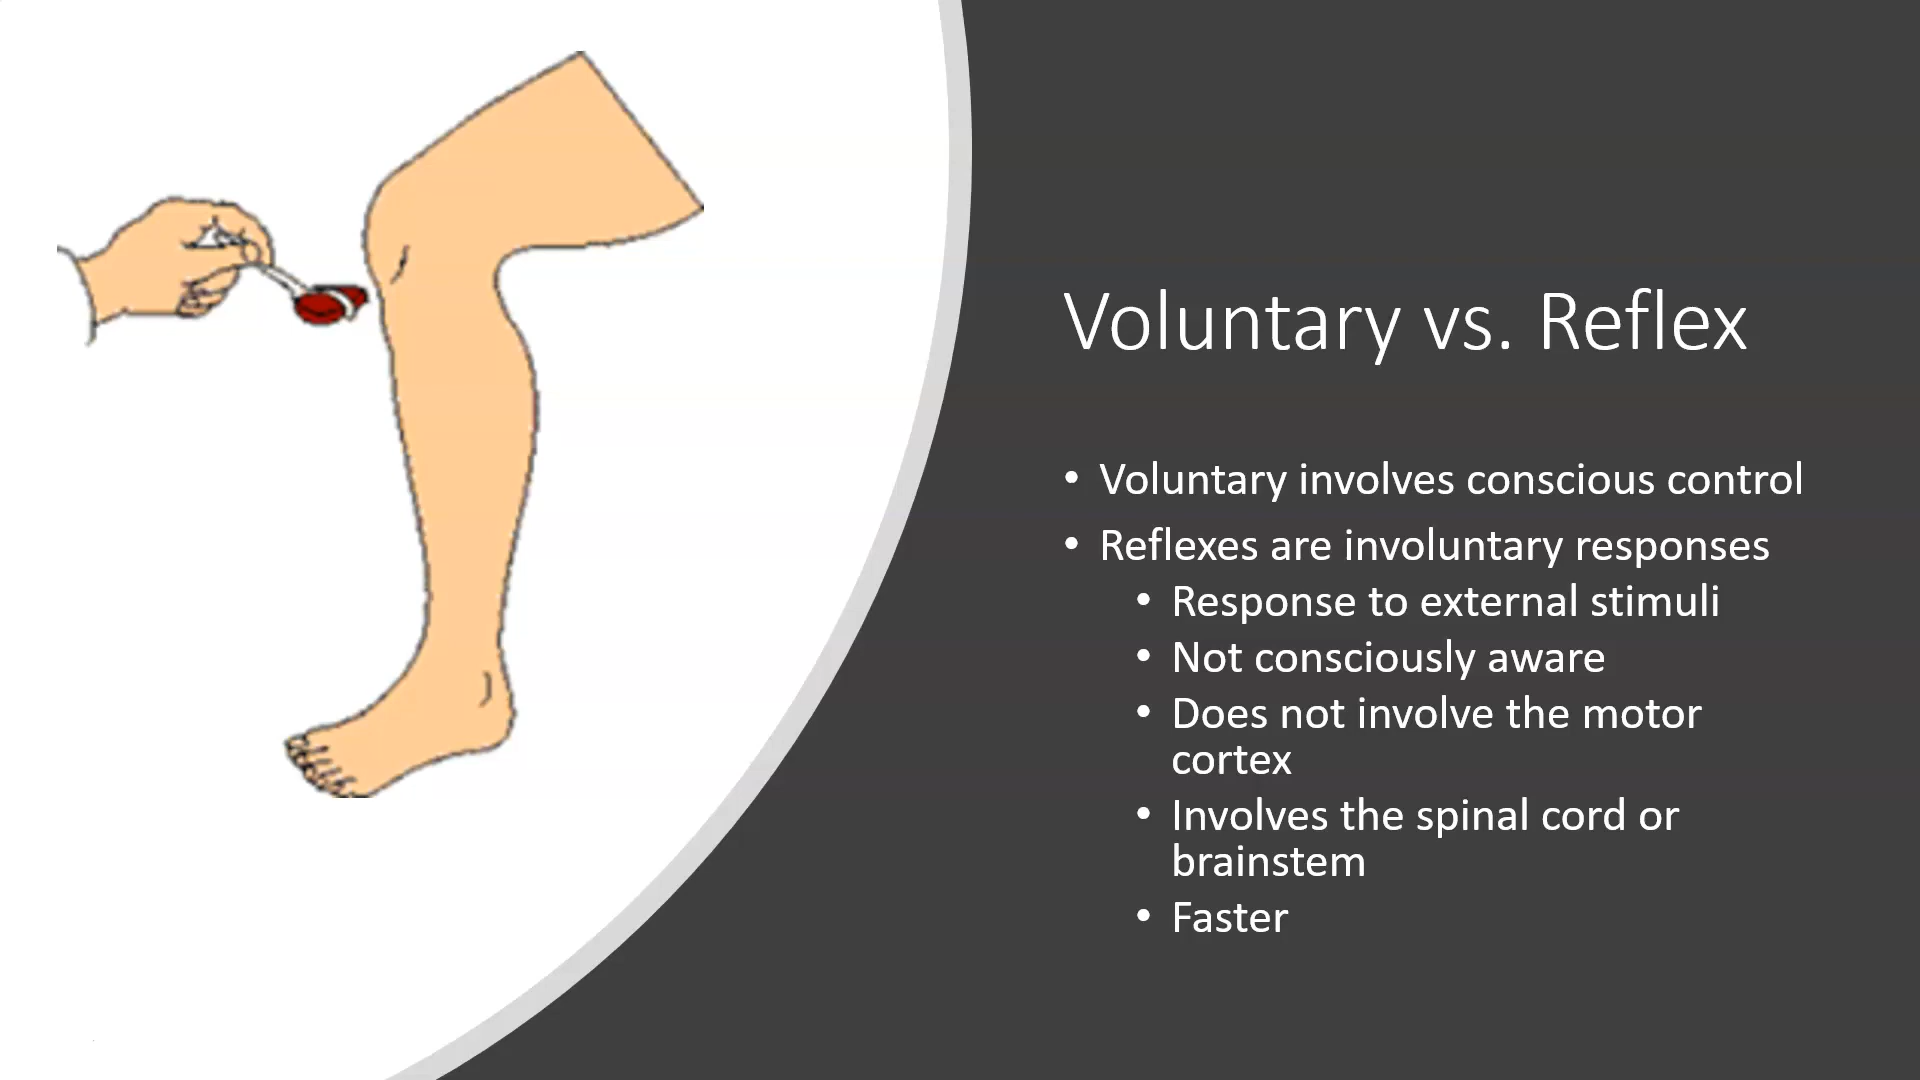 Voluntary vs. Reflex
• Voluntary involves conscious control
• Reflexes are involuntary responses
• Response to external stimuli
• Not consciously aware
• Does not involve the motor
cortex
• Involves the spinal cord or
brainstem
• Faster